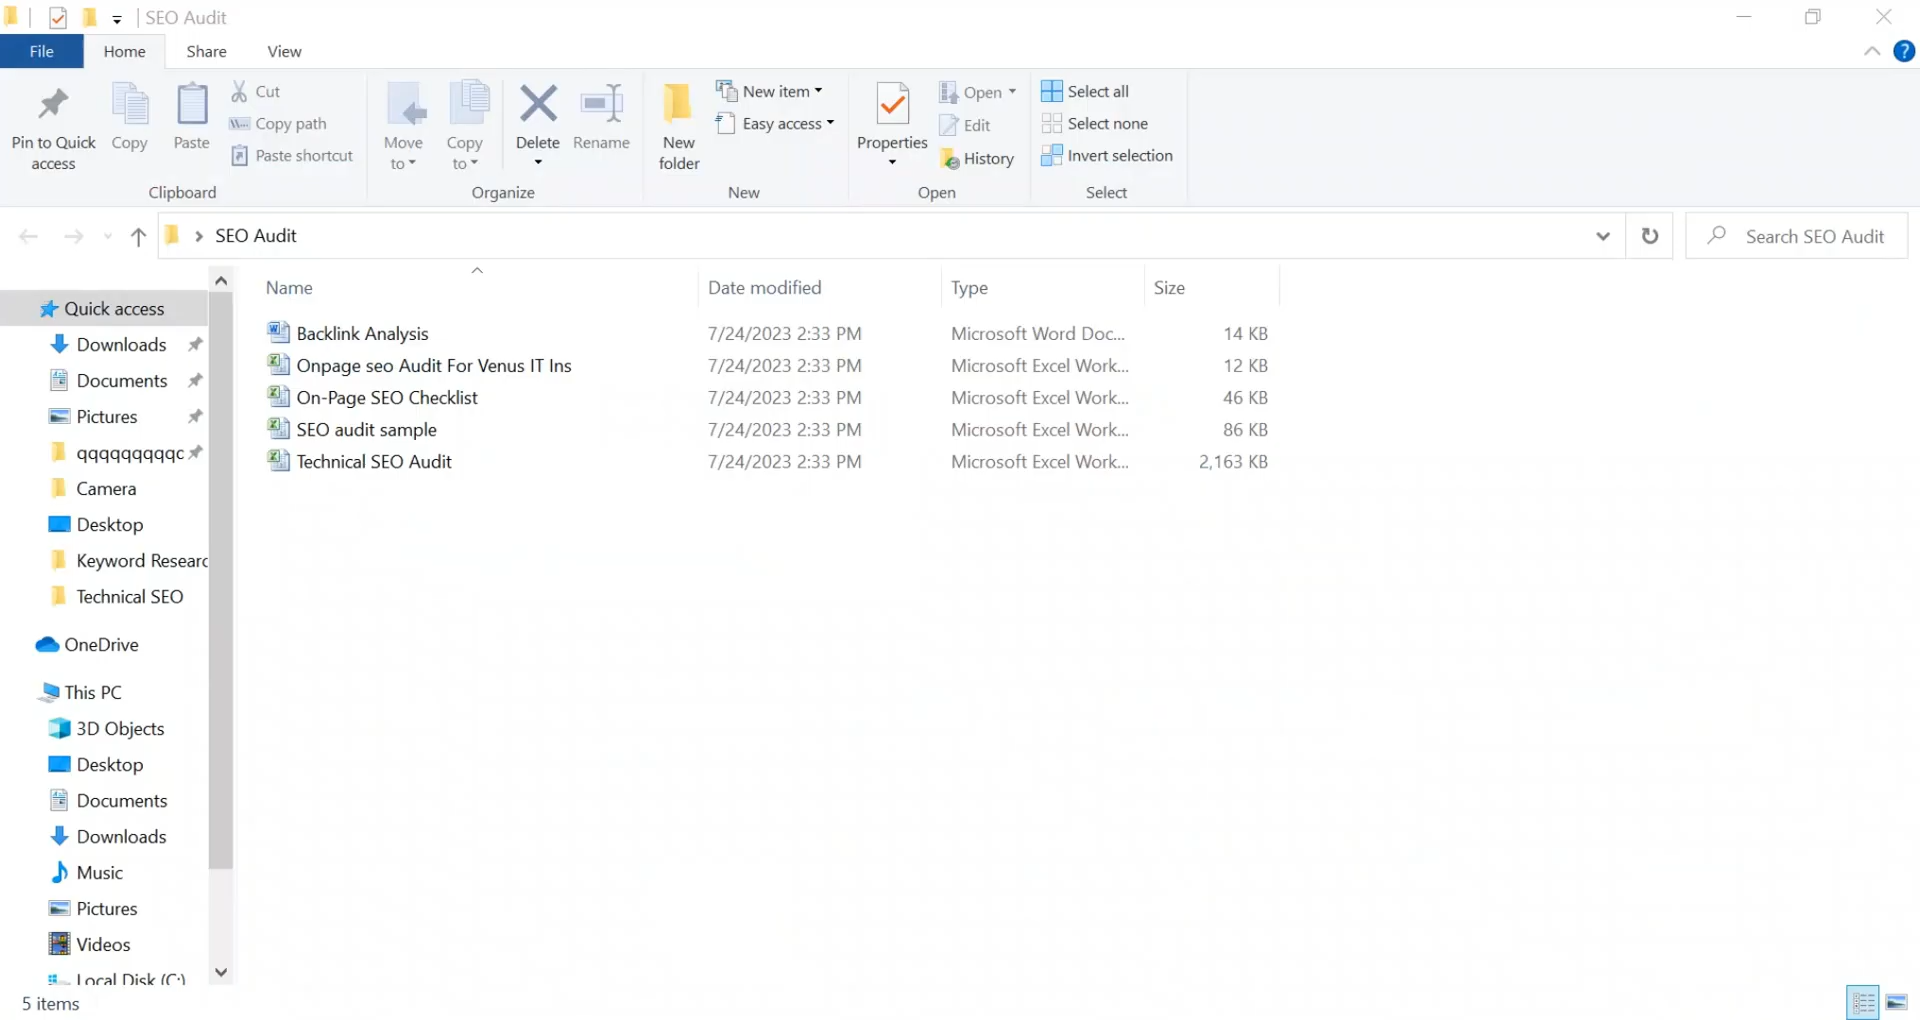 SEO Audit
File Home Share View
Pin to Quick access
Copy
Paste
Cut
Copy path
Paste shortcut
Clipboard
Move to
Copy to
Delete
Rename
Organize
New folder
New item
Easy access
New
Properties
Open
Edit
History
Open
Select all
Select none
Invert selection
Select
SEO Audit
Search SEO Audit
Name Date modified Type Size
Backlink Analysis 7/24/2023 2:33 PM Microsoft Word Doc... 14 KB
Onpage seo Audit For Venus IT Ins 7/24/2023 2:33 PM Microsoft Excel Work... 12 KB
On-Page SEO Checklist 7/24/2023 2:33 PM Microsoft Excel Work... 46 KB
SEO audit sample 7/24/2023 2:33 PM Microsoft Excel Work... 86 KB
Technical SEO Audit 7/24/2023 2:33 PM Microsoft Excel Work... 2,163 KB
Quick access
Downloads
Documents
Pictures
qqqqqqqqqc
Camera
Desktop
Keyword Researc
Technical SEO
OneDrive
This PC
3D Objects
Desktop
Documents
Downloads
Music
Pictures
Videos
Local Disk (C:)
5 items